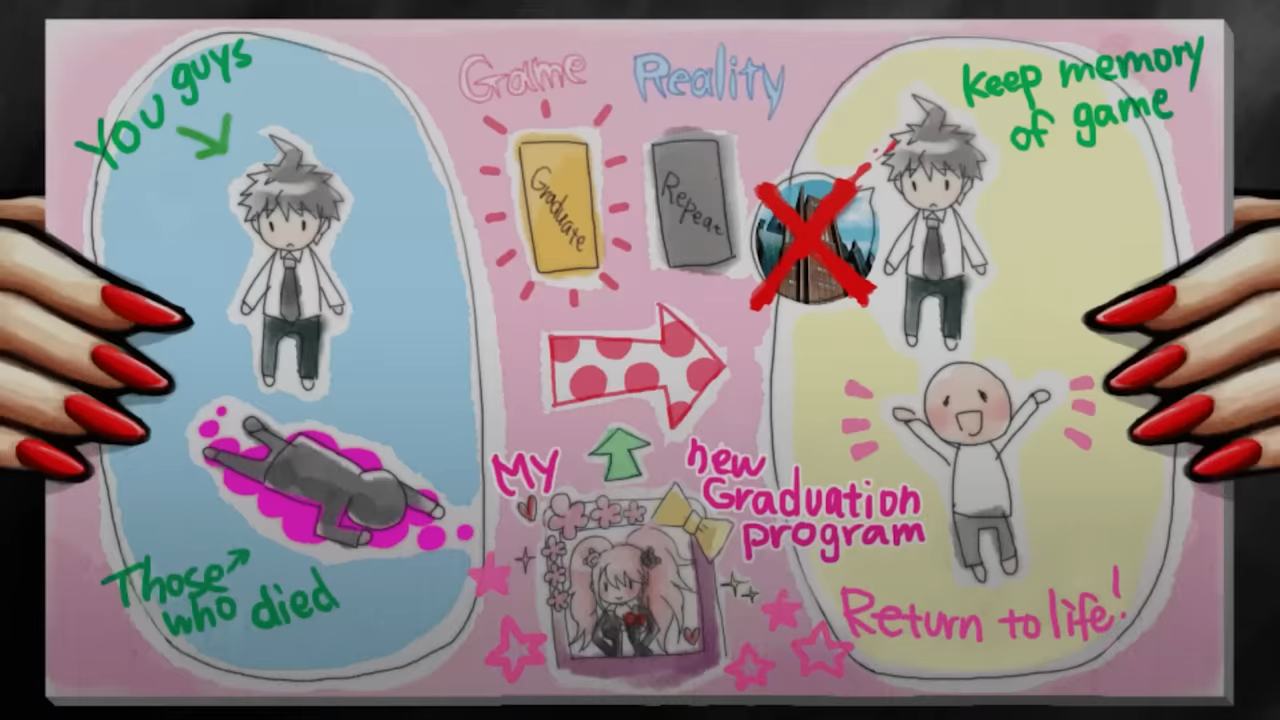 You guys
Game
Reality
keep memory
of game
Graduate
Repeat
MY
new
Graduation
program
Those
who died
Return to life!